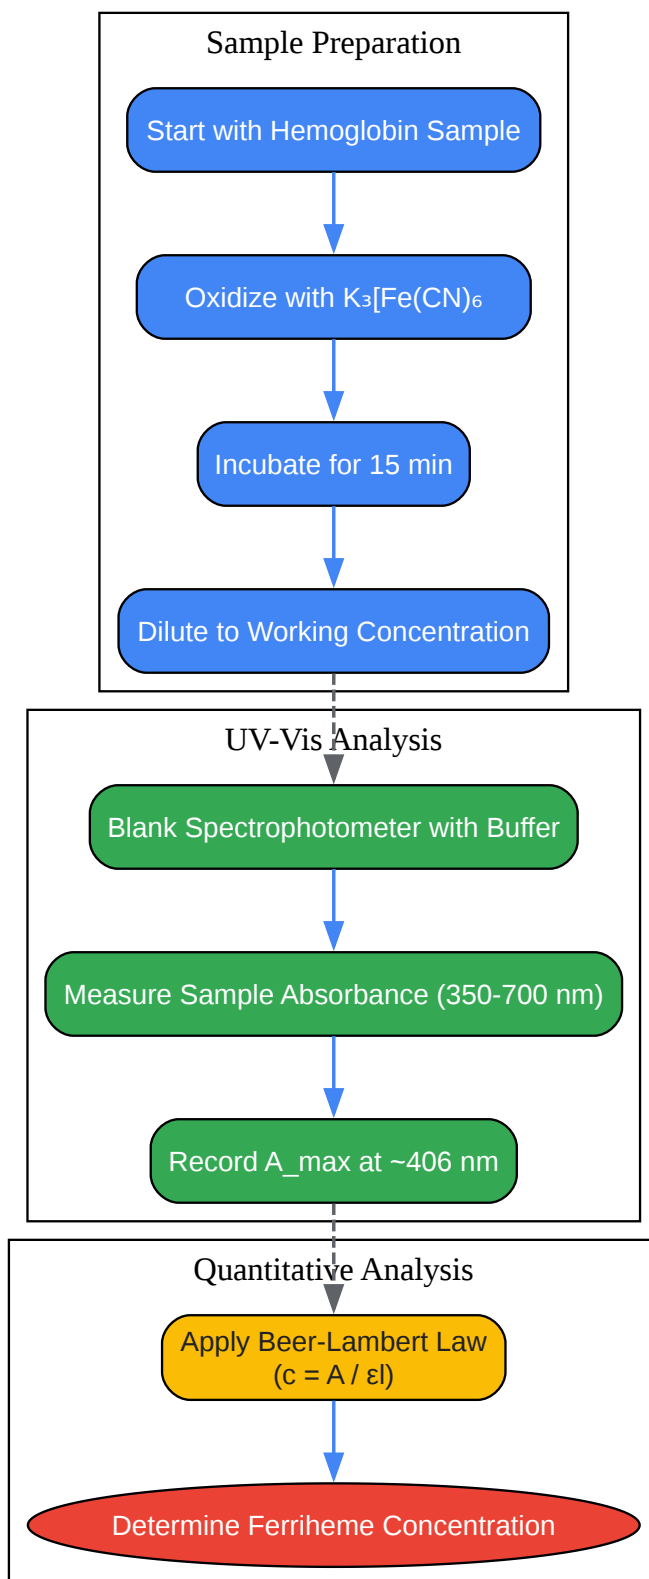 Sample Preparation
Start with Hemoglobin Sample
Oxidize with K₃[Fe(CN)₆
Incubate for 15 min
Dilute to Working Concentration
UV-Vis Analysis
Blank Spectrophotometer with Buffer
Measure Sample Absorbance (350-700 nm)
Record A_max at ~406 nm
Quantitative Analysis
Apply Beer-Lambert Law
(c = A / εl)
Determine Ferriheme Concentration